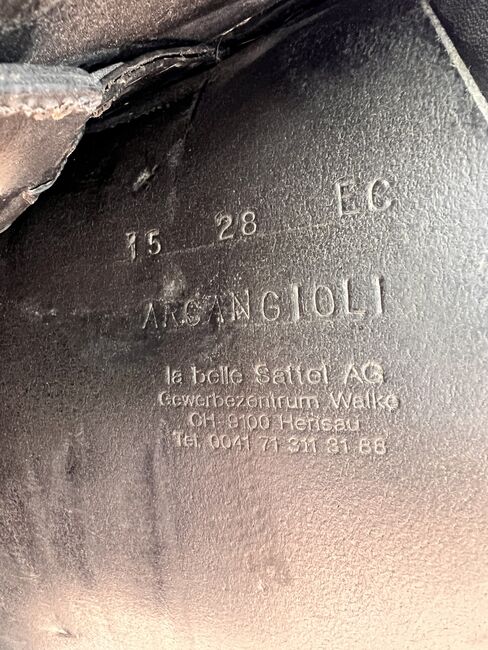 15 28 EC
ARCANGIOLI
la belle Sattel AG
Gewerbezentrum Walke
CH-9100 Herisau
Tel. 0041 71 311 31 88